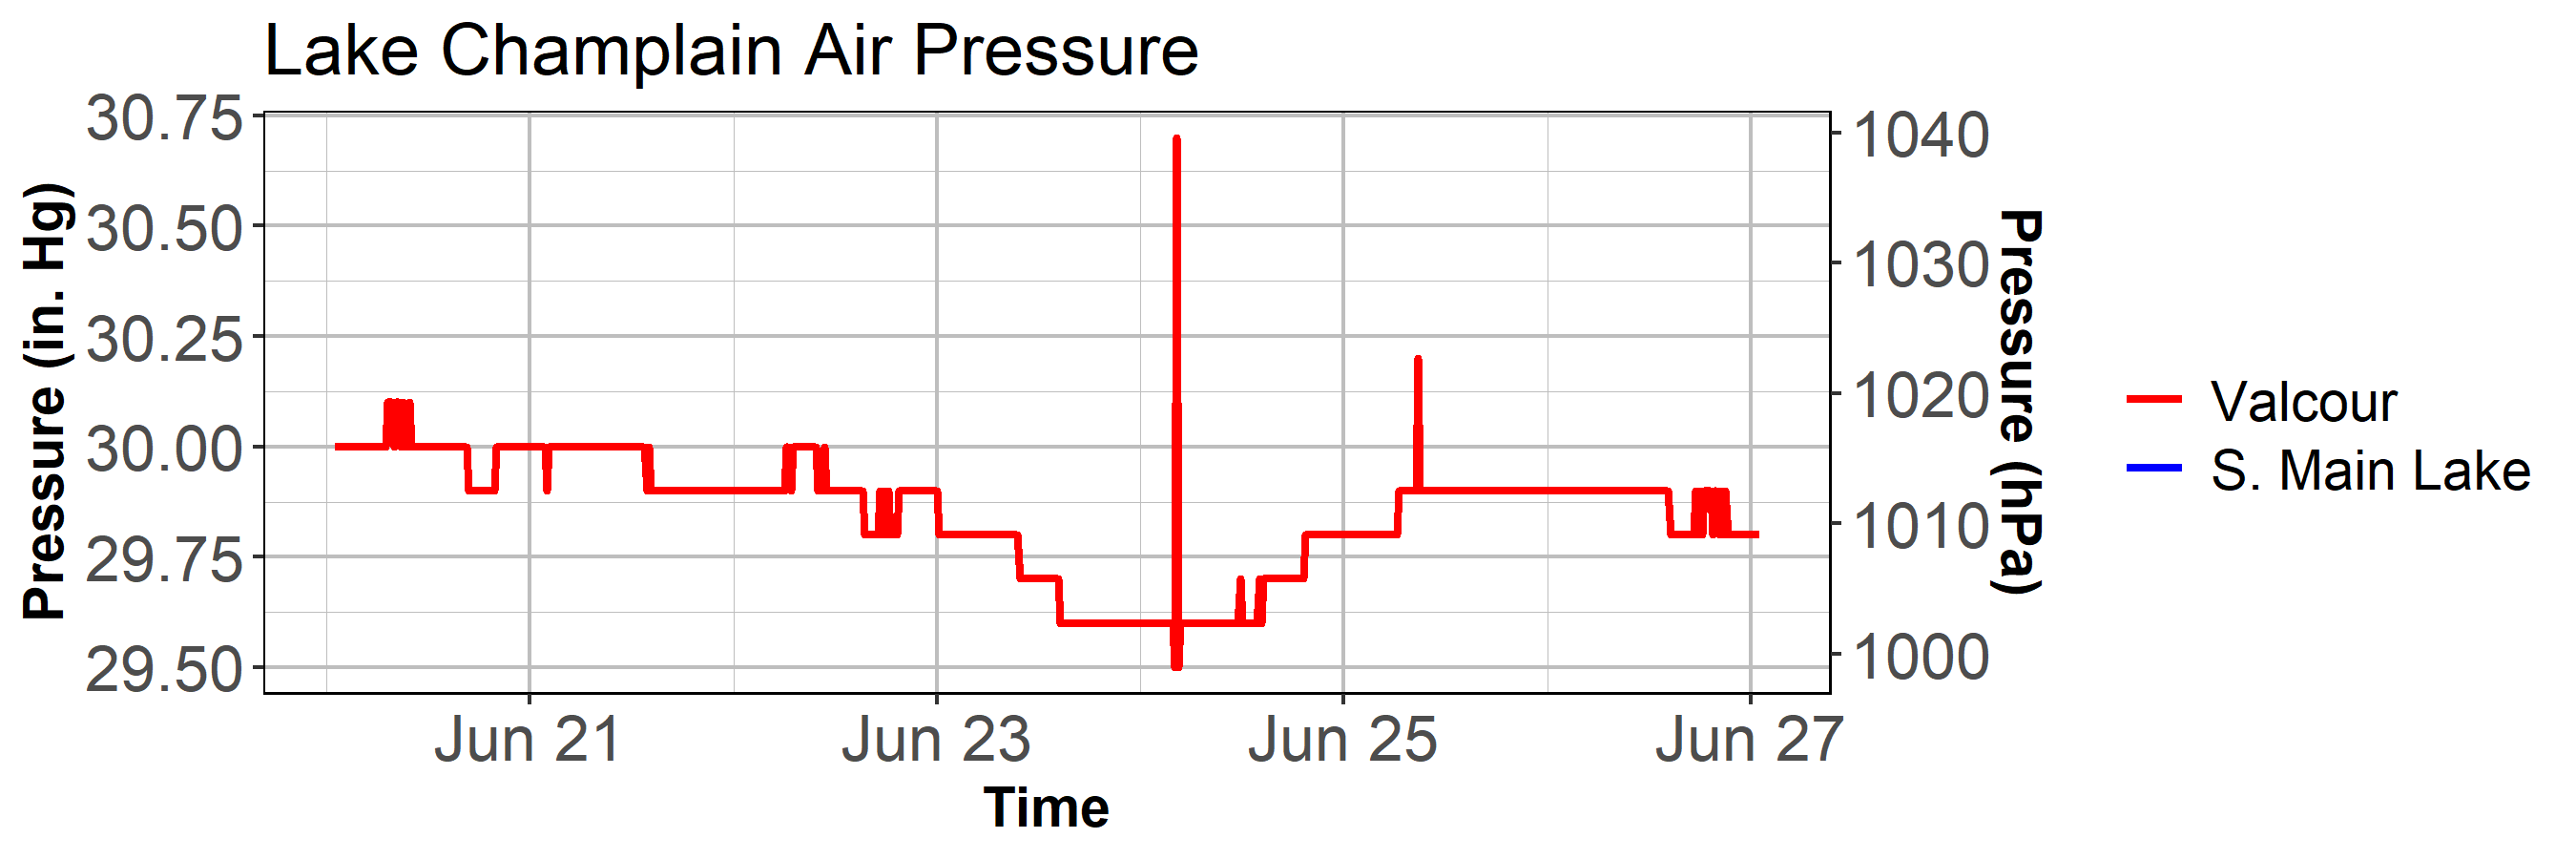 Lake Champlain Air Pressure
Pressure (in. Hg)
30.75
30.50
30.25
30.00
29.75
29.50
1040
1030
1020
1010
1000
Pressure (hPa)
Jun 21
Jun 23
Jun 25
Jun 27
Time
Valcour
S. Main Lake